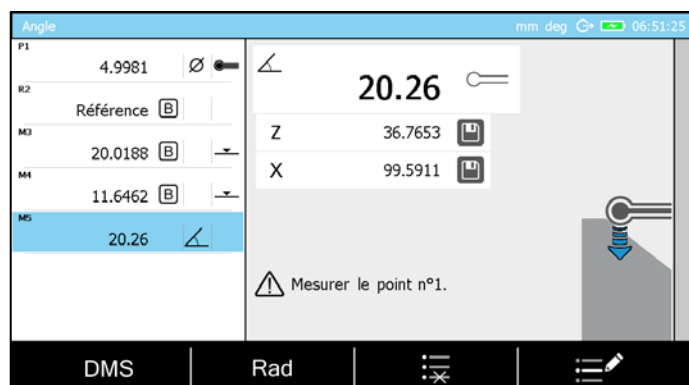 Angle mm deg 06:51:25
P1
4.9981 Ø
R2
Référence B
M3
20.0188 B
M4
11.6462 B
M5
20.26
20.26
Z 36.7653
X 99.5911
Mesurer le point n°1.
DMS Rad